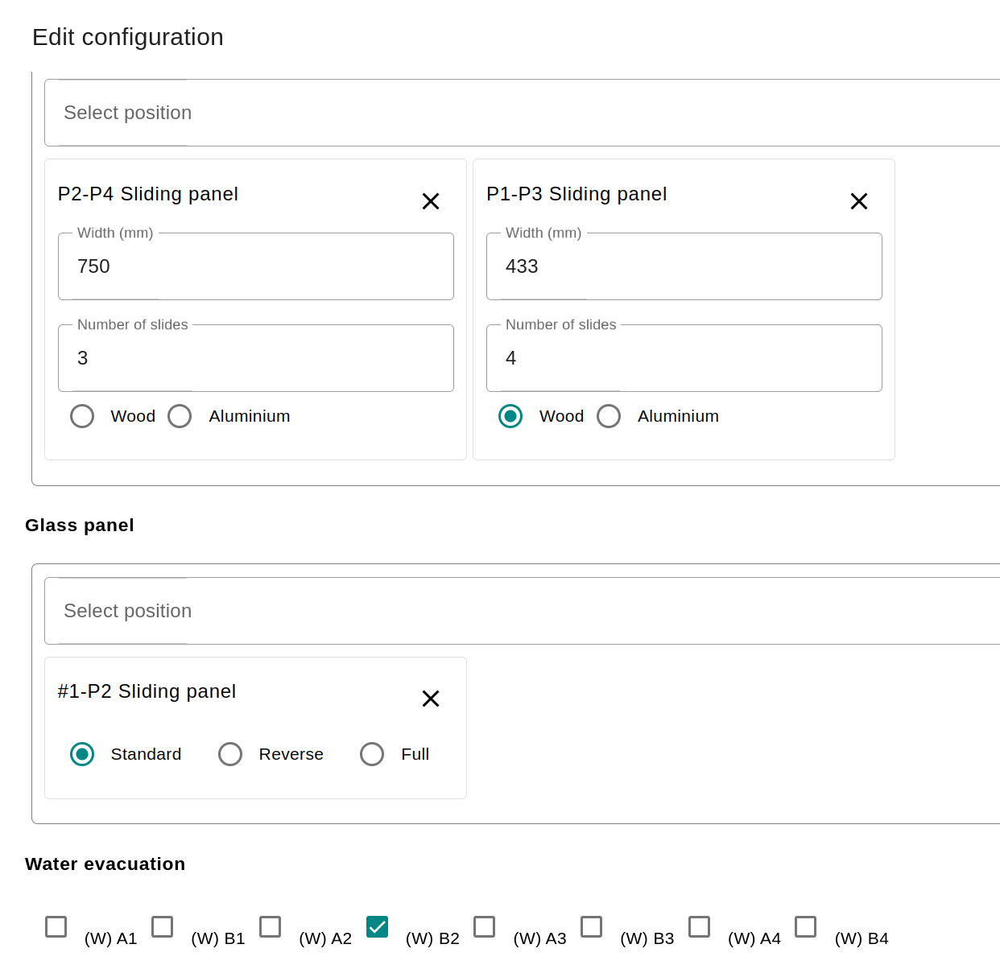 Edit configuration
Select position
P2-P4 Sliding panel
Width (mm)
750
Number of slides
3
Wood Aluminium
P1-P3 Sliding panel
Width (mm)
433
Number of slides
4
Wood Aluminium
Glass panel
Select position
#1-P2 Sliding panel
Standard Reverse Full
Water evacuation
(W) A1 (W) B1 (W) A2 (W) B2 (W) A3 (W) B3 (W) A4 (W) B4